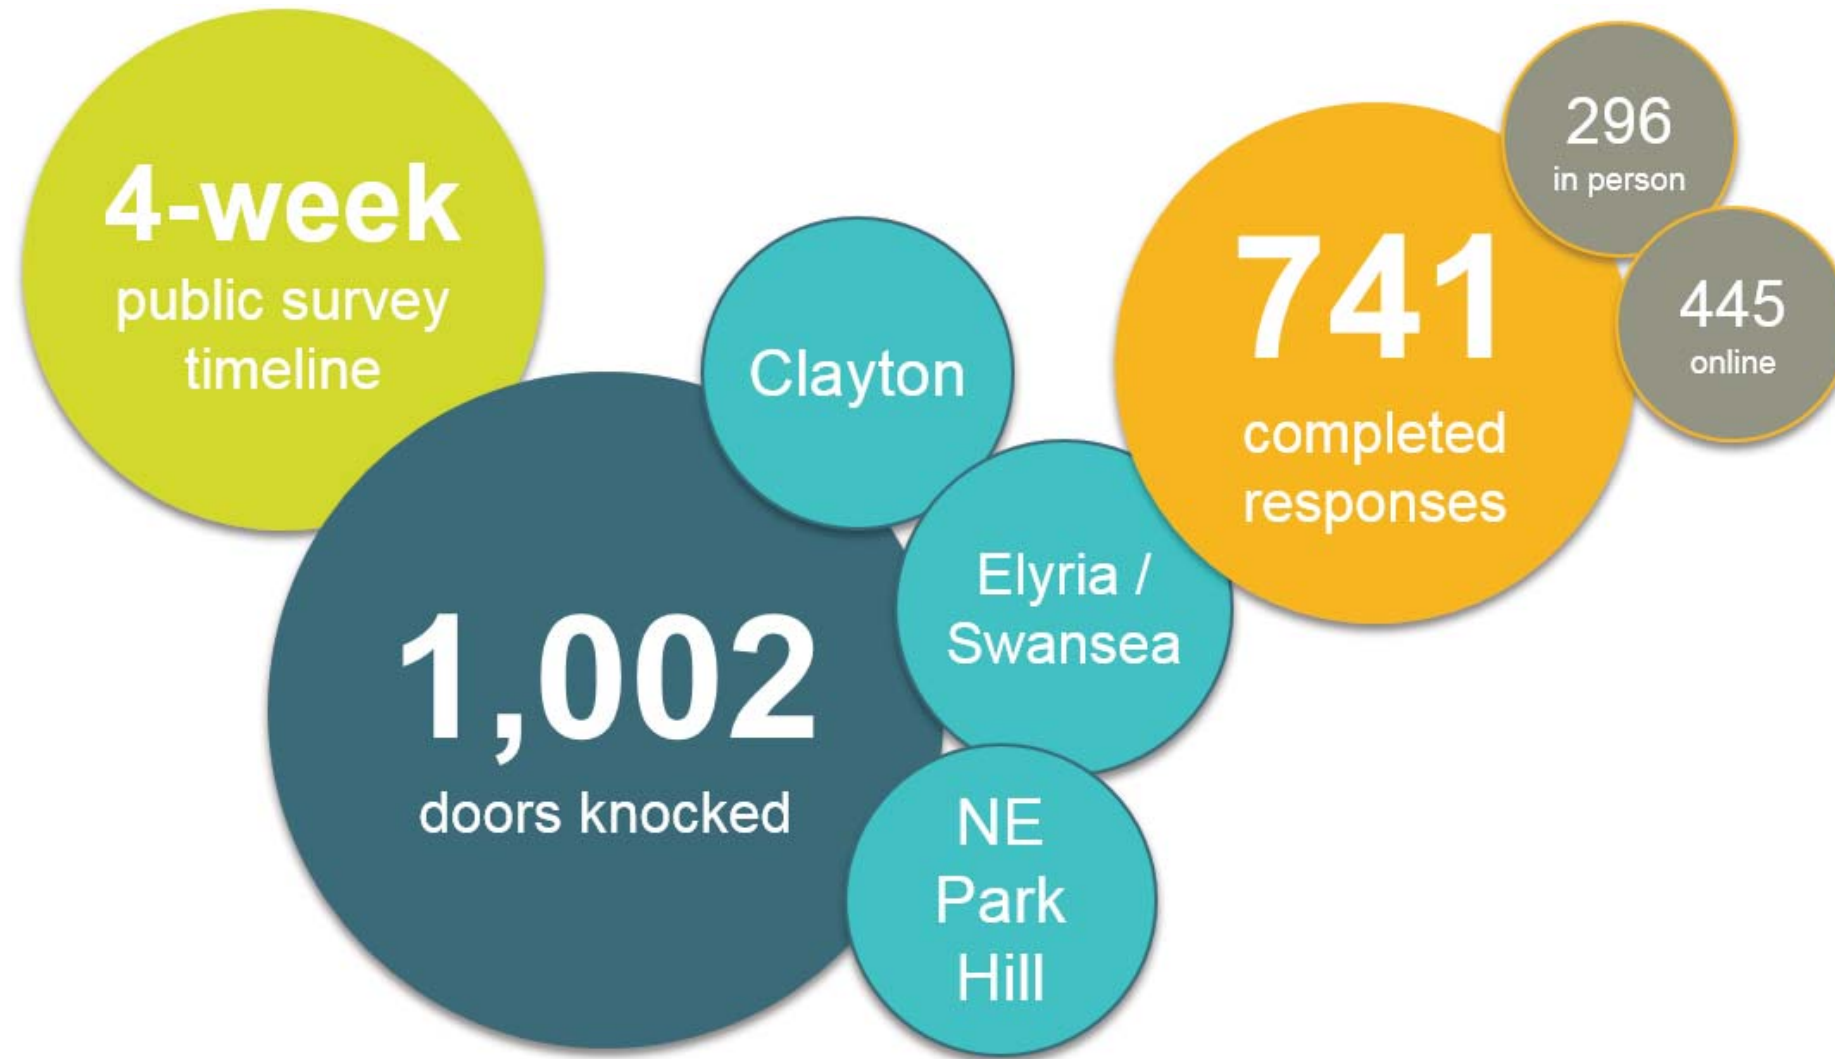 4-week
public survey
timeline
1,002
doors knocked
Clayton
Elyria /
Swansea
NE
Park
Hill
741
completed
responses
296
in person
445
online